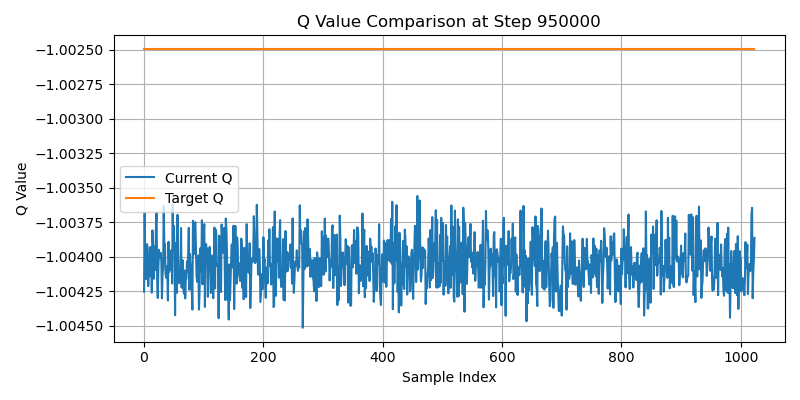 Q Value Comparison at Step 950000
Q Value
−1.00250
−1.00275
−1.00300
−1.00325
−1.00350
−1.00375
−1.00400
−1.00425
−1.00450
Current Q
Target Q
0 200 400 600 800 1000
Sample Index